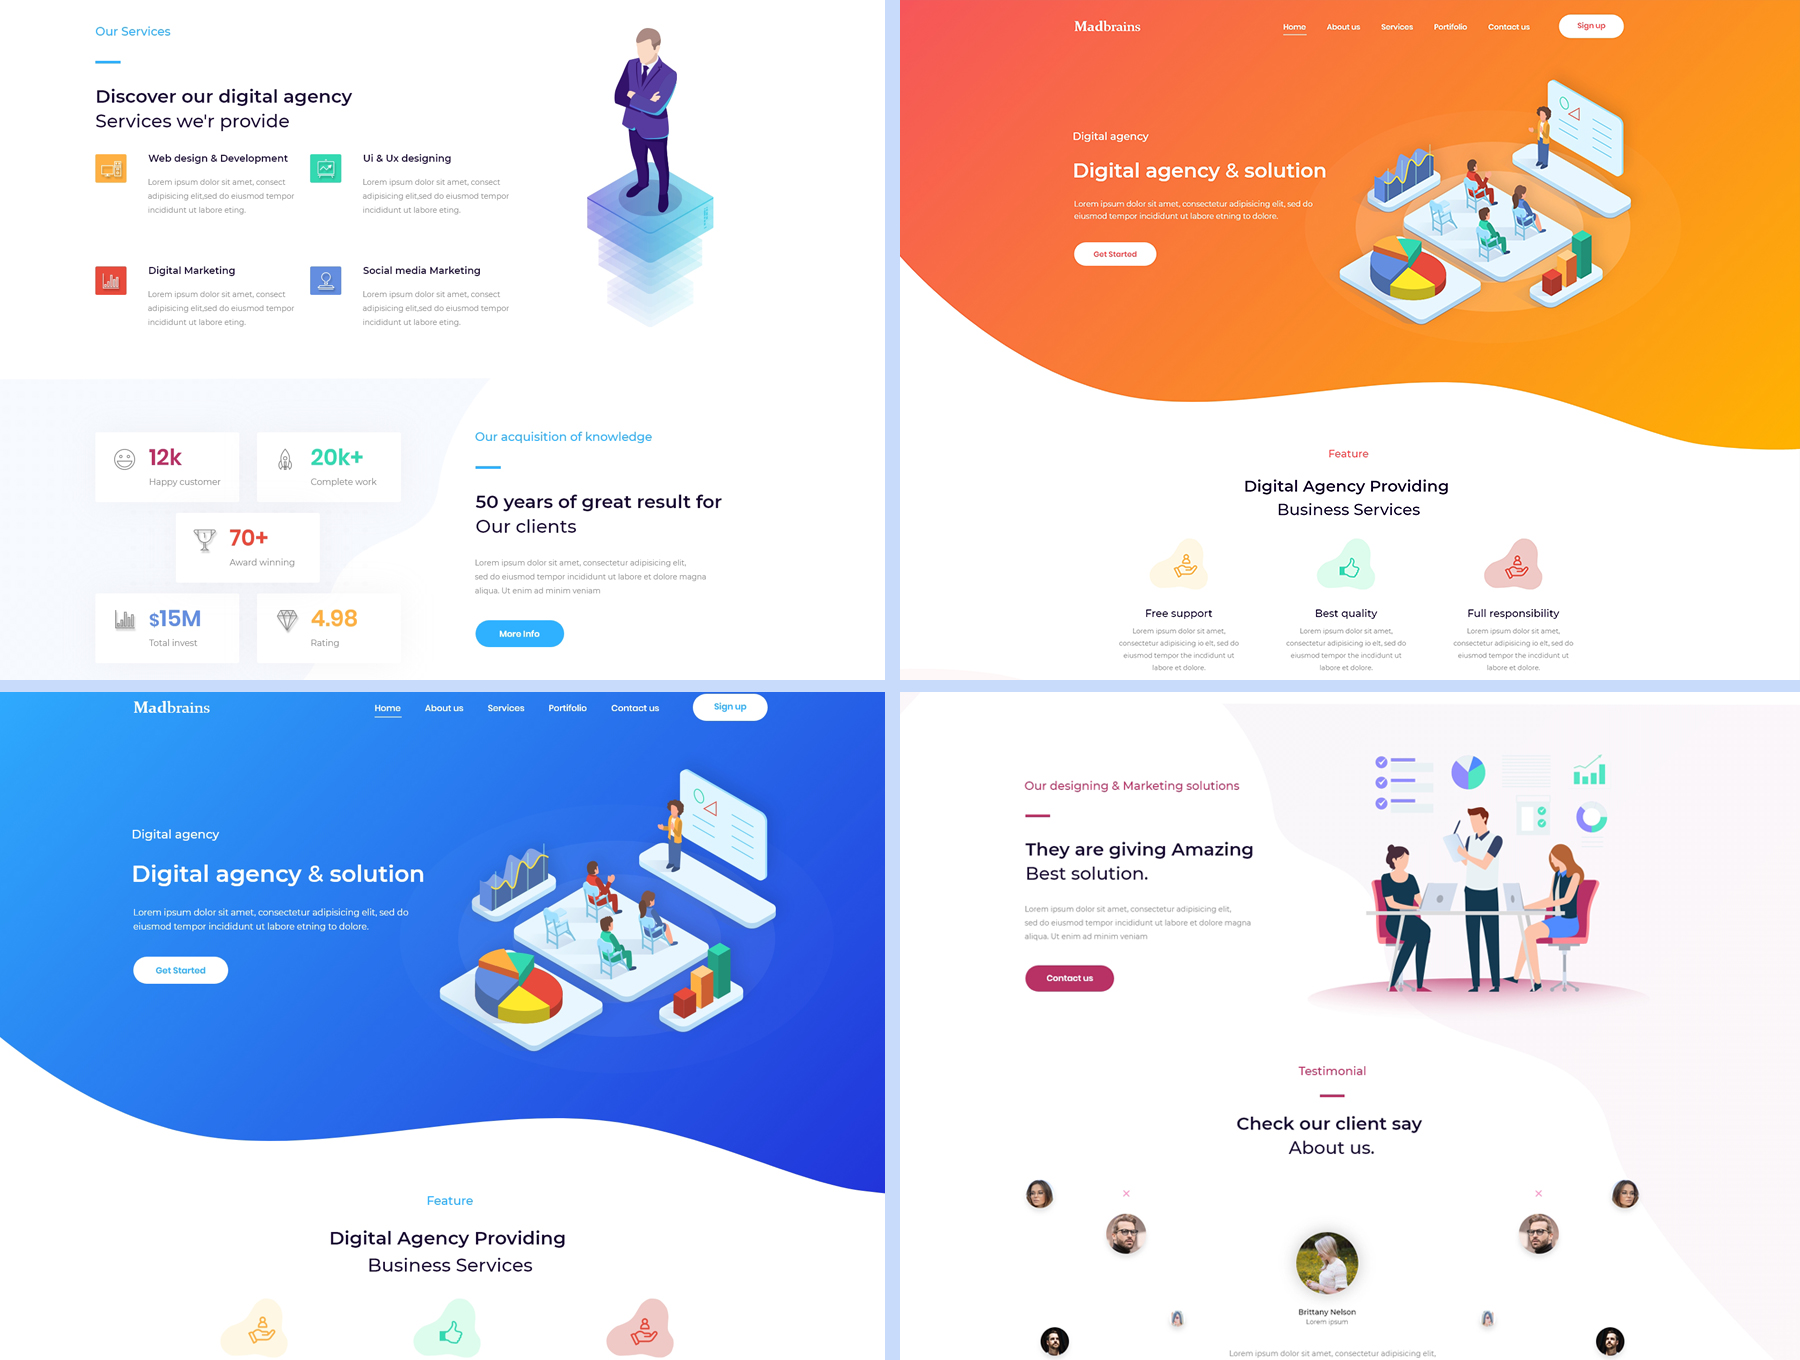 Our Services
Discover our digital agency
Services we'r provide
Web design & Development
Lorem ipsum dolor sit amet, consect
adipisicing elit,sed do eiusmod tempor
incididunt ut labore eting.
Ui & Ux designing
Lorem ipsum dolor sit amet, consect
adipisicing elit,sed do eiusmod tempor
incididunt ut labore eting.
Digital Marketing
Lorem ipsum dolor sit amet, consect
adipisicing elit,sed do eiusmod tempor
incididunt ut labore eting.
Social media Marketing
Lorem ipsum dolor sit amet, consect
adipisicing elit,sed do eiusmod tempor
incididunt ut labore eting.
12k
Happy customer
20k+
Complete work
70+
Award winning
$15M
Total invest
4.98
Rating
Our acquisition of knowledge
50 years of great result for
Our clients
Lorem ipsum dolor sit amet, consectetur adipisicing elit,
sed do eiusmod tempor incididunt ut labore et dolore magna
aliqua. Ut enim ad minim veniam
More Info
Madbrains
Home About us Services Portfolio Contact us Sign up
Digital agency
Digital agency & solution
Lorem ipsum dolor sit amet, consectetur adipisicing elit, sed do
eiusmod tempor incididunt ut labore etning to dolore.
Get Started
Feature
Digital Agency Providing
Business Services
Free support
Lorem ipsum dolor sit amet,
consectetur adipisicing io elt, sed do
eiusmod tempor the incdidunt ut
labore et dolore.
Best quality
Lorem ipsum dolor sit amet,
consectetur adipisicing io elt, sed do
eiusmod tempor the incdidunt ut
labore et dolore.
Full responsibility
Lorem ipsum dolor sit amet,
consectetur adipisicing io elt, sed do
eiusmod tempor the incdidunt ut
labore et dolore.
Madbrains
Home About us Services Portfolio Contact us Sign up
Digital agency
Digital agency & solution
Lorem ipsum dolor sit amet, consectetur adipisicing elit, sed do
eiusmod tempor incididunt ut labore etning to dolore.
Get Started
Feature
Digital Agency Providing
Business Services
Our designing & Marketing solutions
They are giving Amazing
Best solution.
Lorem ipsum dolor sit amet, consectetur adipisicing elit,
sed do eiusmod tempor incididunt ut labore et dolore magna
aliqua. Ut enim ad minim veniam
Contact us
Testimonial
Check our client say
About us.
Brittany Nelson
Lorem ipsum
Lorem ipsum dolor sit amet, consectetur adipisicing elit,